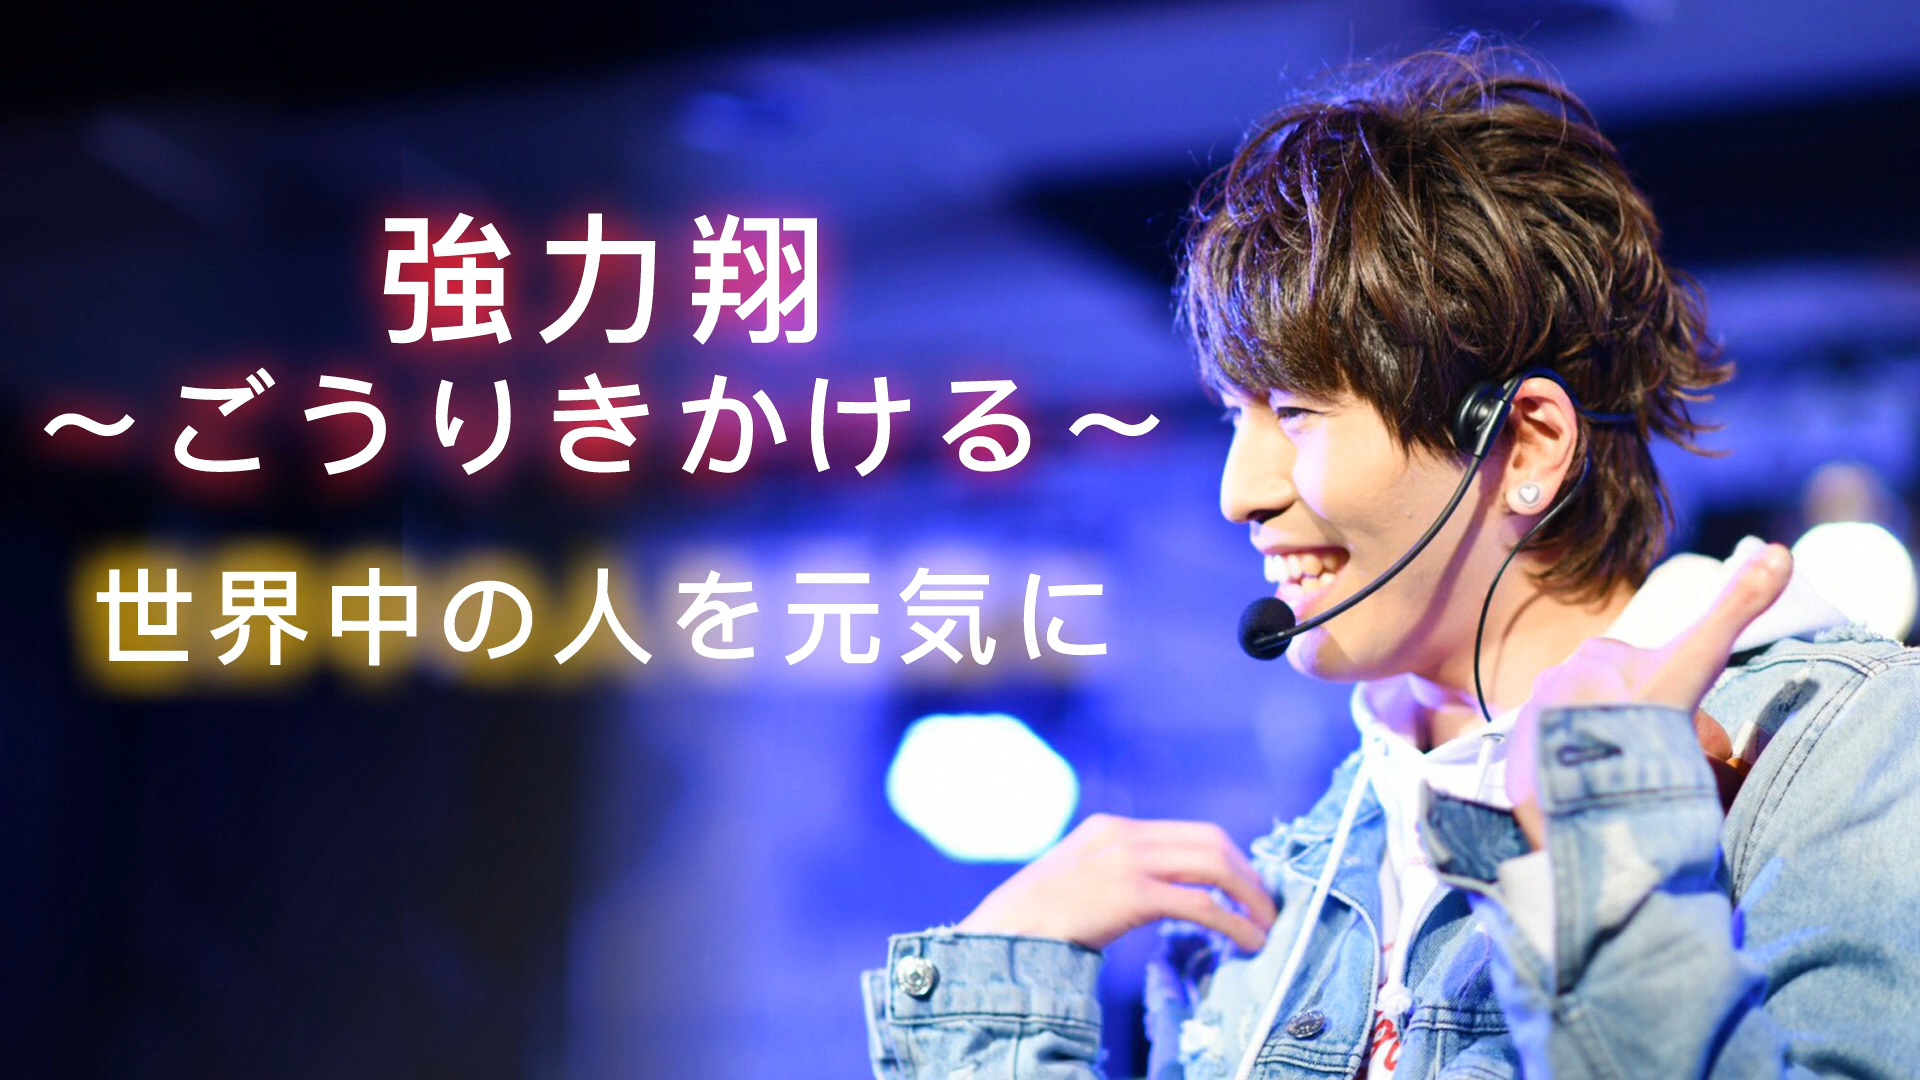 強力翔
～ごうりきかける～
世界中の人を元気に